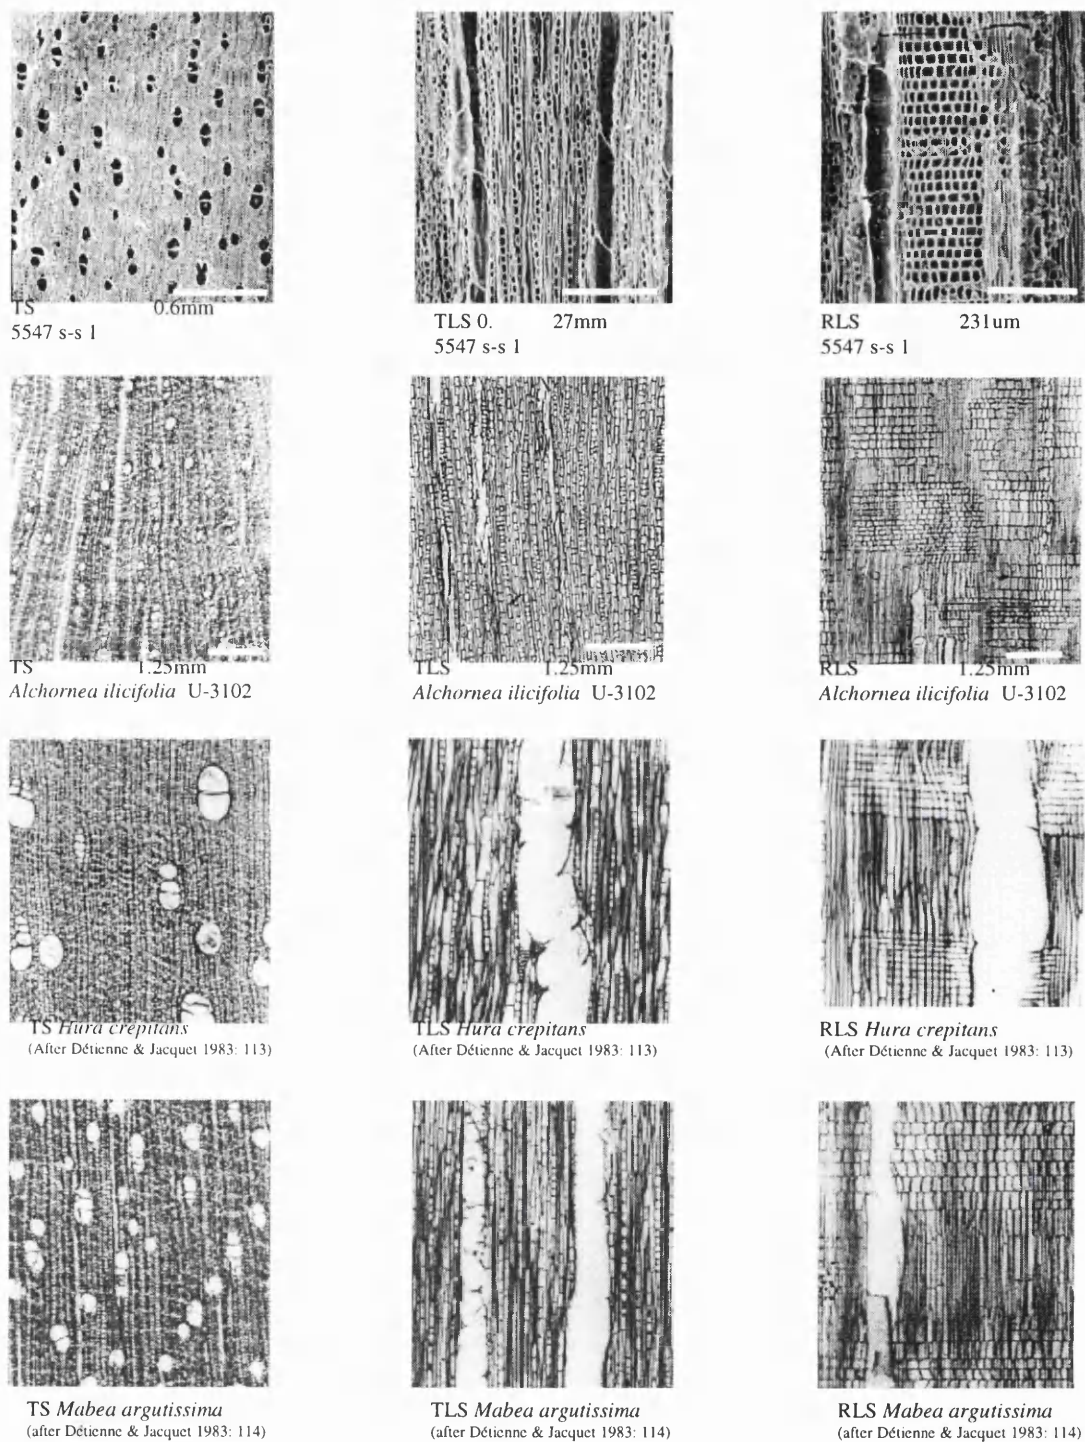 TS 0.6mm
5547 s-s 1
TLS 0. 27mm
5547 s-s 1
RLS 231um
5547 s-s 1
TS 1.25mm
Alchornea ilicifolia U-3102
TLS 1.25mm
Alchornea ilicifolia U-3102
RLS 1.25mm
Alchornea ilicifolia U-3102
TS Hura crepitans
(After Détienne & Jacquet 1983: 113)
TLS Hura crepitans
(After Détienne & Jacquet 1983: 113)
RLS Hura crepitans
(After Détienne & Jacquet 1983: 113)
TS Mabea argutissima
(after Détienne & Jacquet 1983: 114)
TLS Mabea argutissima
(after Détienne & Jacquet 1983: 114)
RLS Mabea argutissima
(after Détienne & Jacquet 1983: 114)